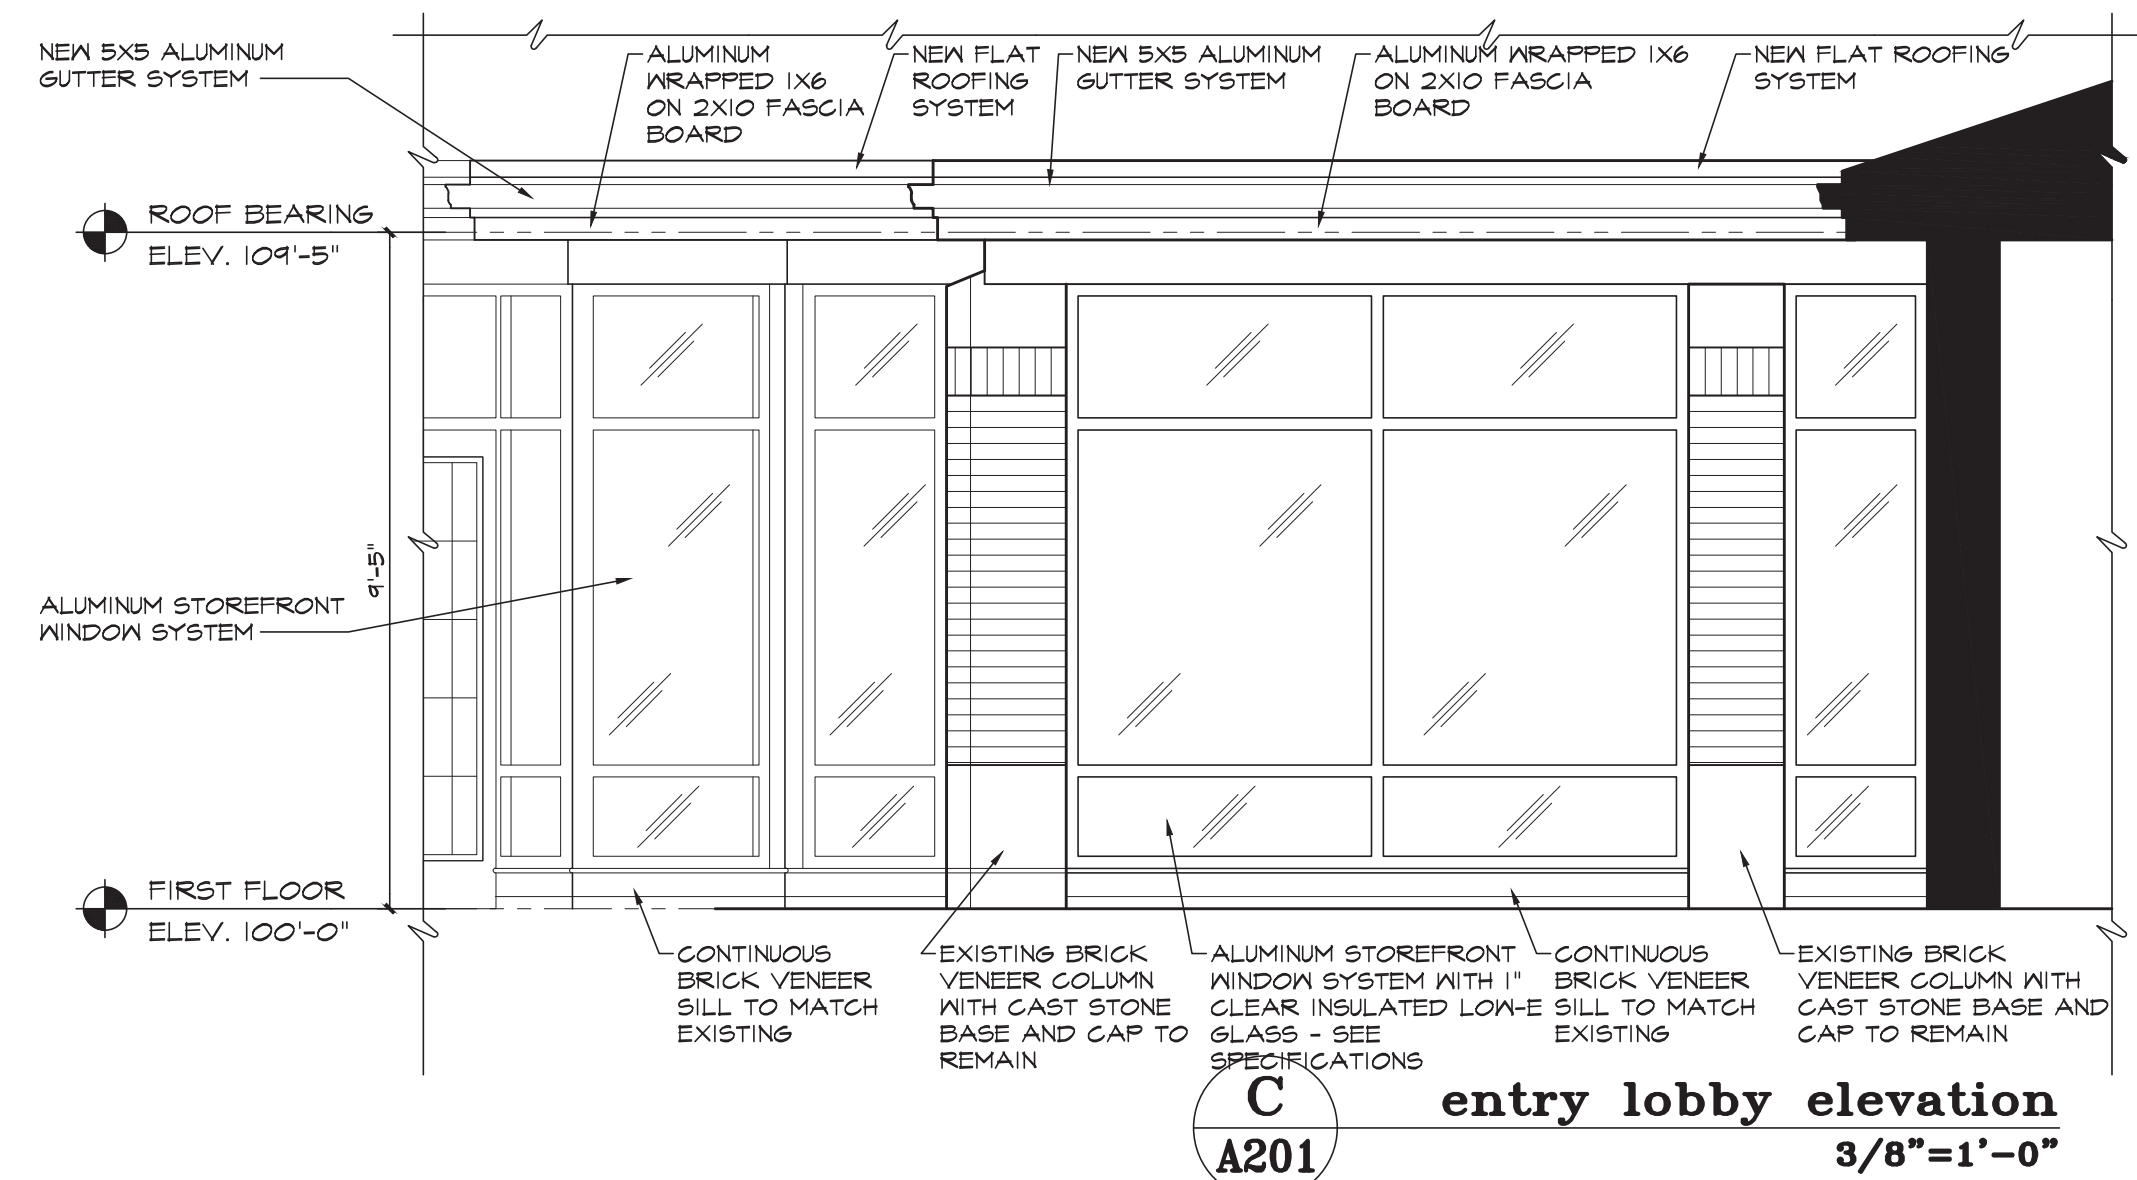 NEW 5X5 ALUMINUM
GUTTER SYSTEM
ALUMINUM
WRAPPED 1X6
ON 2X10 FASCIA
BOARD
NEW FLAT
ROOFING
SYSTEM
NEW 5X5 ALUMINUM
GUTTER SYSTEM
ALUMINUM WRAPPED 1X6
ON 2X10 FASCIA
BOARD
NEW FLAT ROOFING
SYSTEM
ROOF BEARING
ELEV. 109'-5"
9'-5"
ALUMINUM STOREFRONT
WINDOW SYSTEM
FIRST FLOOR
ELEV. 100'-0"
CONTINUOUS
BRICK VENEER
SILL TO MATCH
EXISTING
EXISTING BRICK
VENEER COLUMN
WITH CAST STONE
BASE AND CAP TO
REMAIN
ALUMINUM STOREFRONT
WINDOW SYSTEM WITH 1"
CLEAR INSULATED LOW-E
GLASS - SEE
SPECIFICATIONS
CONTINUOUS
BRICK VENEER
SILL TO MATCH
EXISTING
EXISTING BRICK
VENEER COLUMN WITH
CAST STONE BASE AND
CAP TO REMAIN
C
A201
entry lobby elevation
3/8"=1'-0"